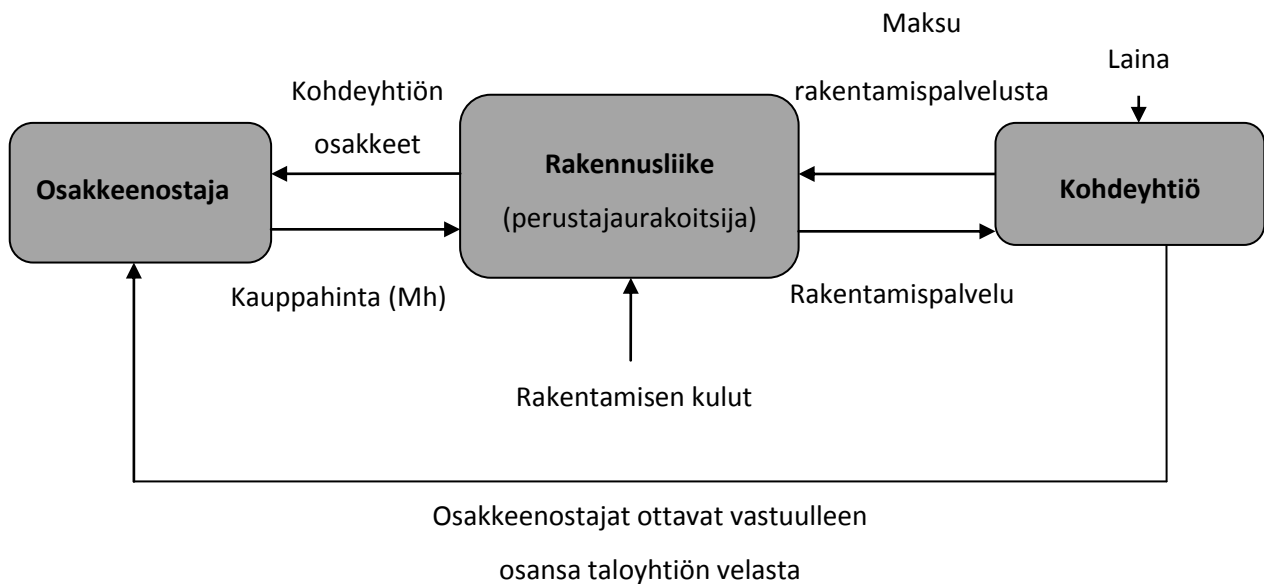 Maksu
rakentamispalvelusta
Laina
Kohdeyhtiön
osakkeet
Osakkeenostaja
Rakennusliike
(perustajaurakoitsija)
Kohdeyhtiö
Kauppahinta (Mh)
Rakentamispalvelu
Rakentamisen kulut
Osakkeenostajat ottavat vastuulleen
osansa taloyhtiön velasta